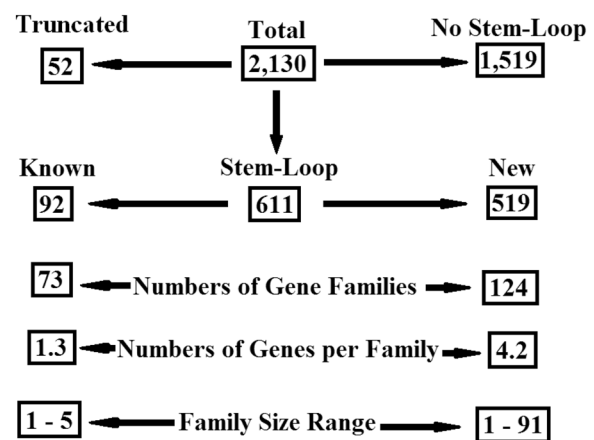 Truncated Total No Stem-Loop
52 2,130 1,519
Known Stem-Loop New
92 611 519
73 Numbers of Gene Families 124
1.3 Numbers of Genes per Family 4.2
1 - 5 Family Size Range 1 - 91